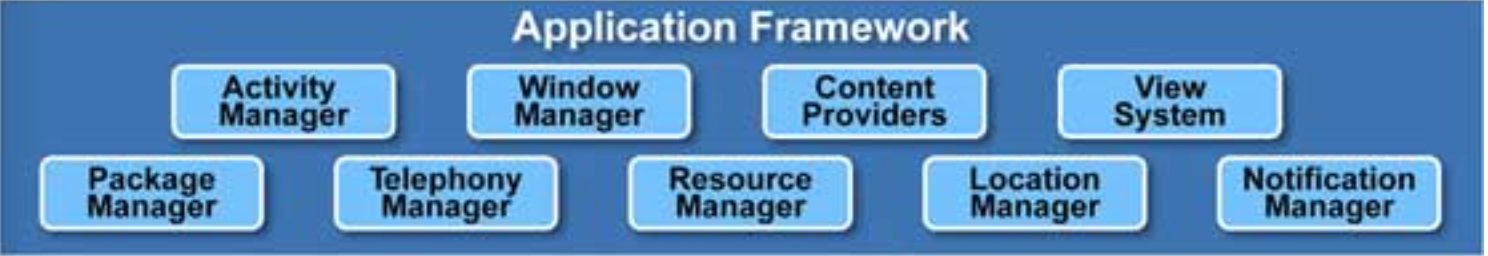 Application Framework
Activity
Manager
Window
Manager
Content
Providers
View
System
Package
Manager
Telephony
Manager
Resource
Manager
Location
Manager
Notification
Manager